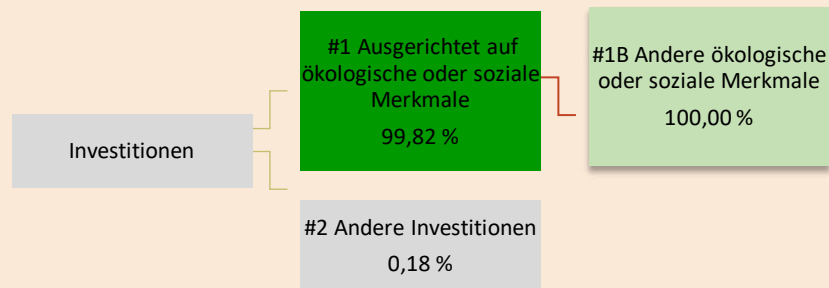 #1 Ausgerichtet auf
ökologische oder soziale
Merkmale
99,82 %
#1B Andere ökologische
oder soziale Merkmale
100,00 %
Investitionen
#2 Andere Investitionen
0,18 %